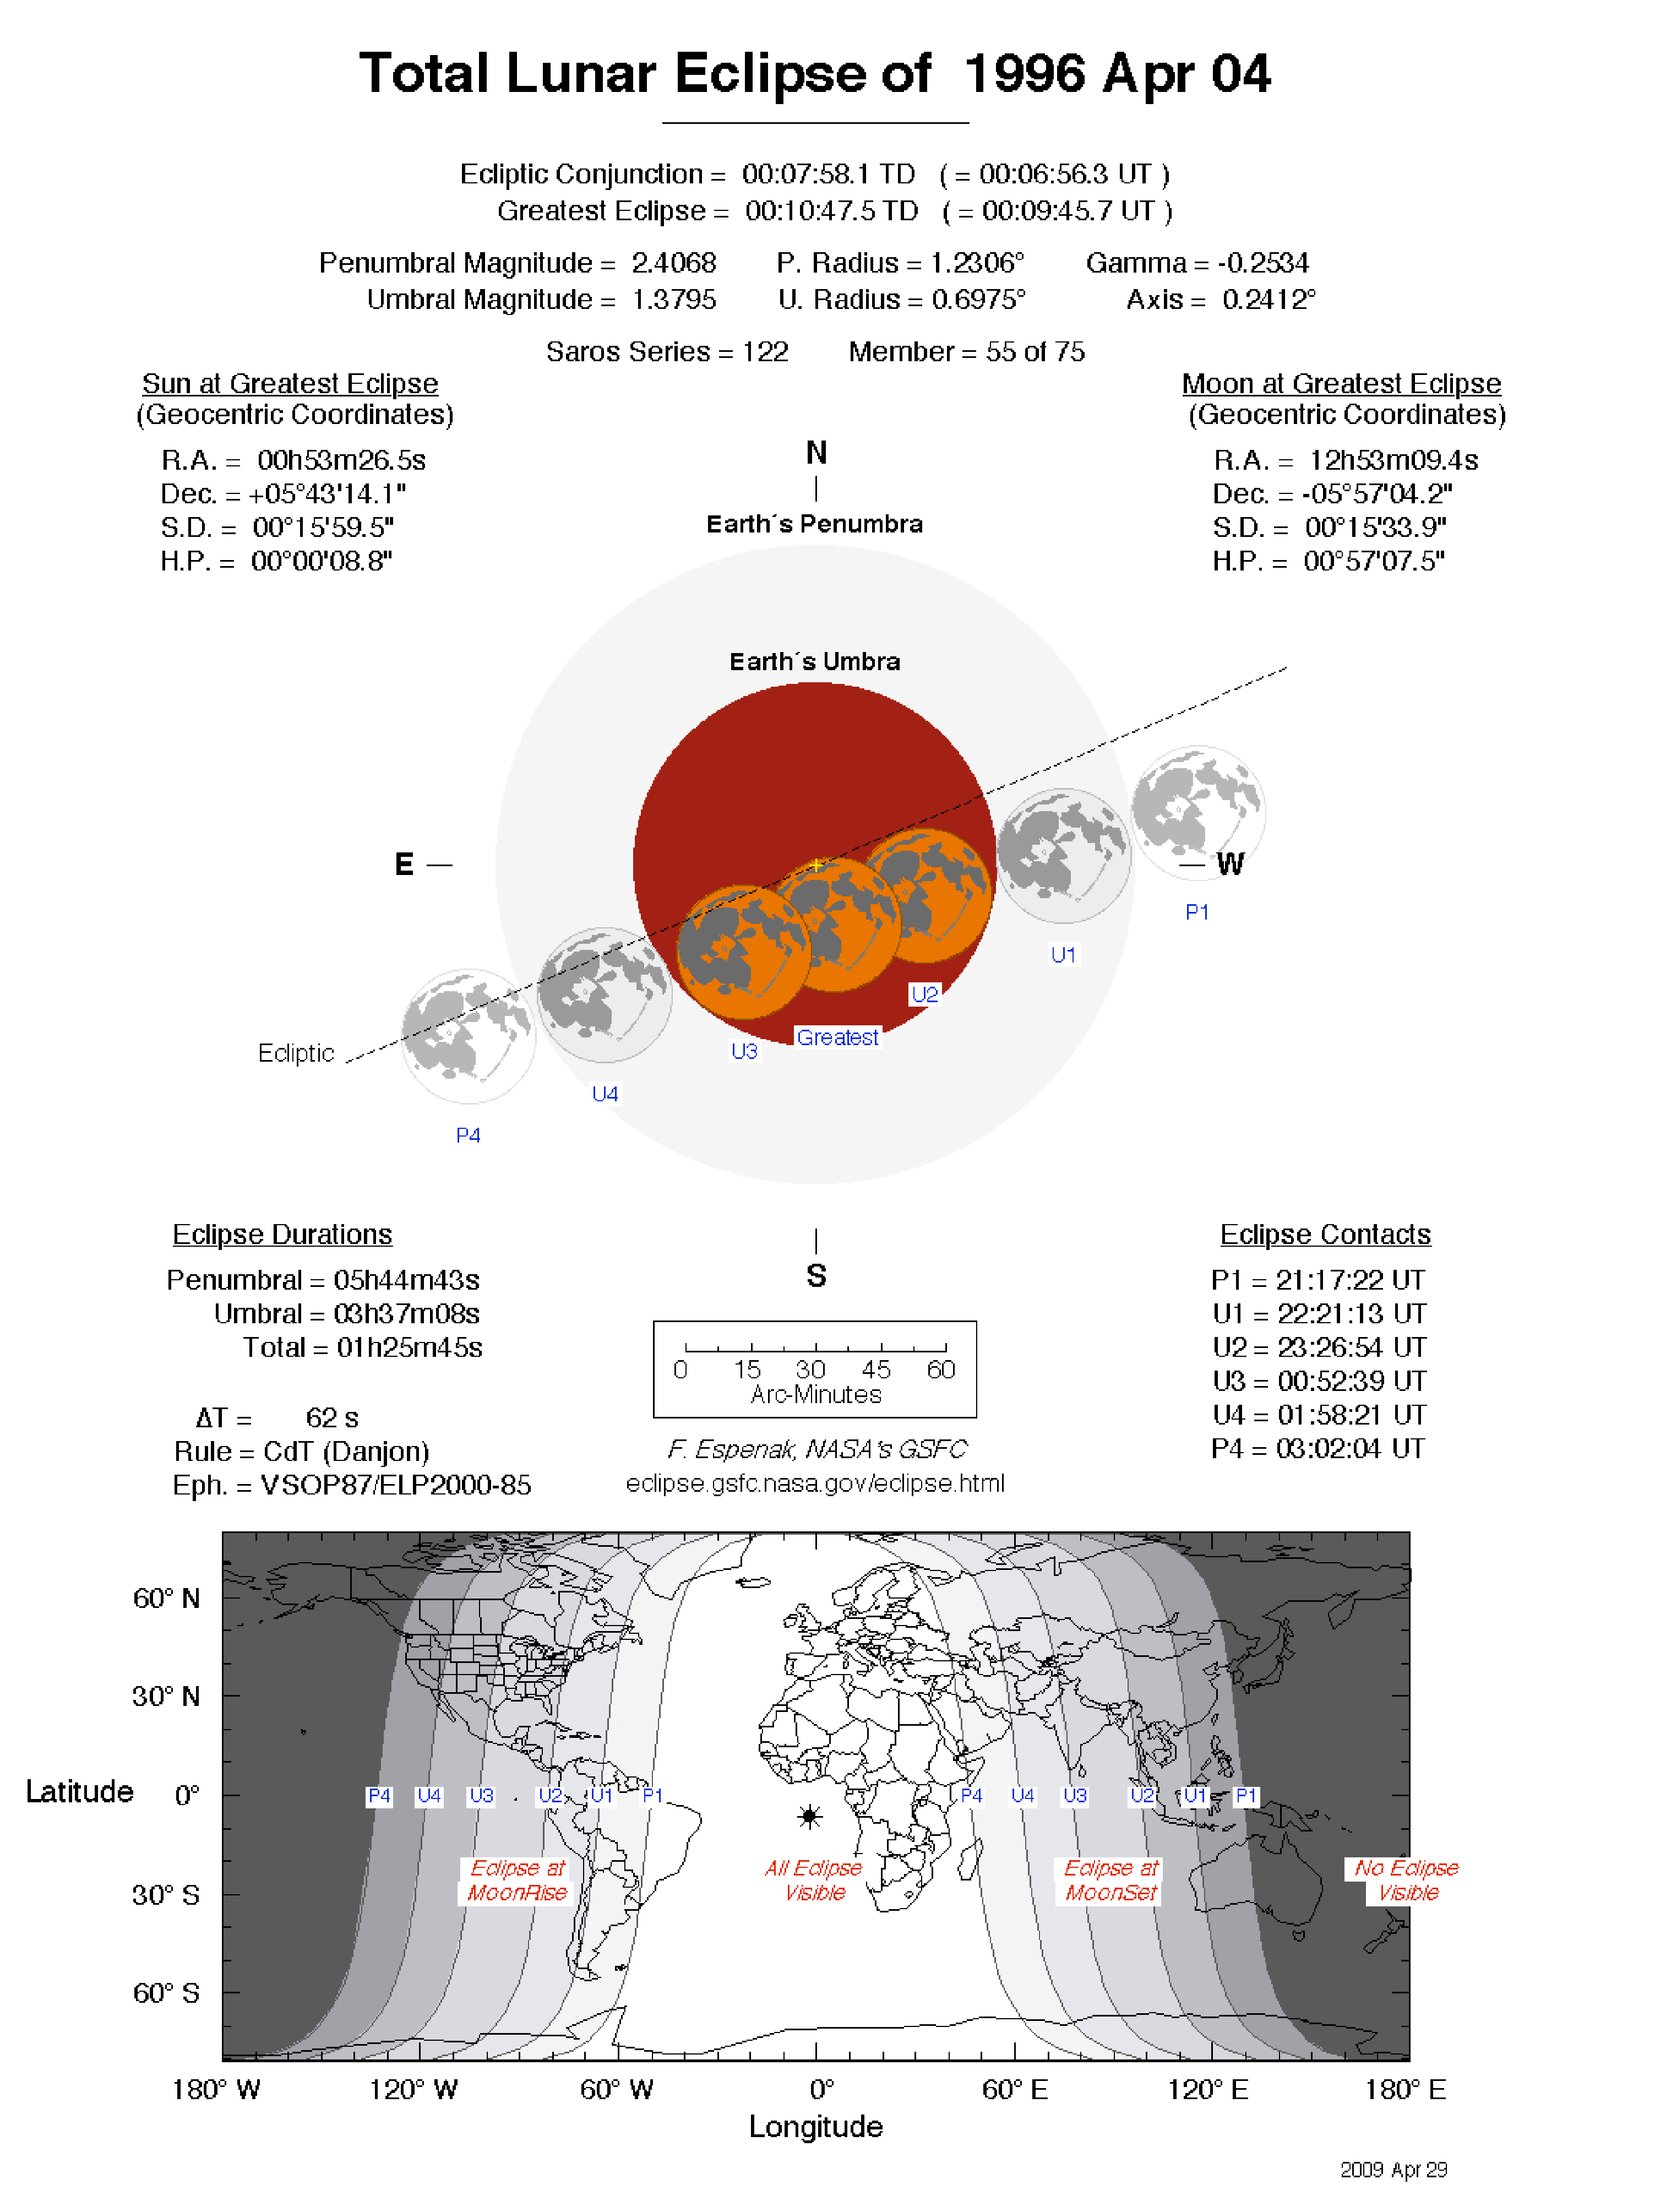 Total Lunar Eclipse of 1996 Apr 04
Ecliptic Conjunction = 00:07:58.1 TD ( = 00:06:56.3 UT )
Greatest Eclipse = 00:10:47.5 TD ( = 00:09:45.7 UT )
Penumbral Magnitude = 2.4068 P. Radius = 1.2306° Gamma = -0.2534
Umbral Magnitude = 1.3795 U. Radius = 0.6975° Axis = 0.2412°
Saros Series = 122 Member = 55 of 75
Sun at Greatest Eclipse
(Geocentric Coordinates)
R.A. = 00h53m26.5s
Dec. = +05°43'14.1"
S.D. = 00°15'59.5"
H.P. = 00°00'08.8"
Moon at Greatest Eclipse
(Geocentric Coordinates)
R.A. = 12h53m09.4s
Dec. = -05°57'04.2"
S.D. = 00°15'33.9"
H.P. = 00°57'07.5"
N
Earth´s Penumbra
Earth´s Umbra
E
W
P1
U1
U2
Greatest
U3
Ecliptic
U4
P4
S
Eclipse Durations
Penumbral = 05h44m43s
Umbral = 03h37m08s
Total = 01h25m45s
ΔT = 62 s
Rule = CdT (Danjon)
Eph. = VSOP87/ELP2000-85
0 15 30 45 60
Arc-Minutes
F. Espenak, NASA's GSFC
eclipse.gsfc.nasa.gov/eclipse.html
Eclipse Contacts
P1 = 21:17:22 UT
U1 = 22:21:13 UT
U2 = 23:26:54 UT
U3 = 00:52:39 UT
U4 = 01:58:21 UT
P4 = 03:02:04 UT
60° N
30° N
Latitude 0°
30° S
60° S
P4 U4 U3 U2 U1 P1 P4 U4 U3 U2 U1 P1
Eclipse at
MoonRise
All Eclipse
Visible
Eclipse at
MoonSet
No Eclipse
Visible
180° W 120° W 60° W 0° 60° E 120° E 180° E
Longitude
2009 Apr 29